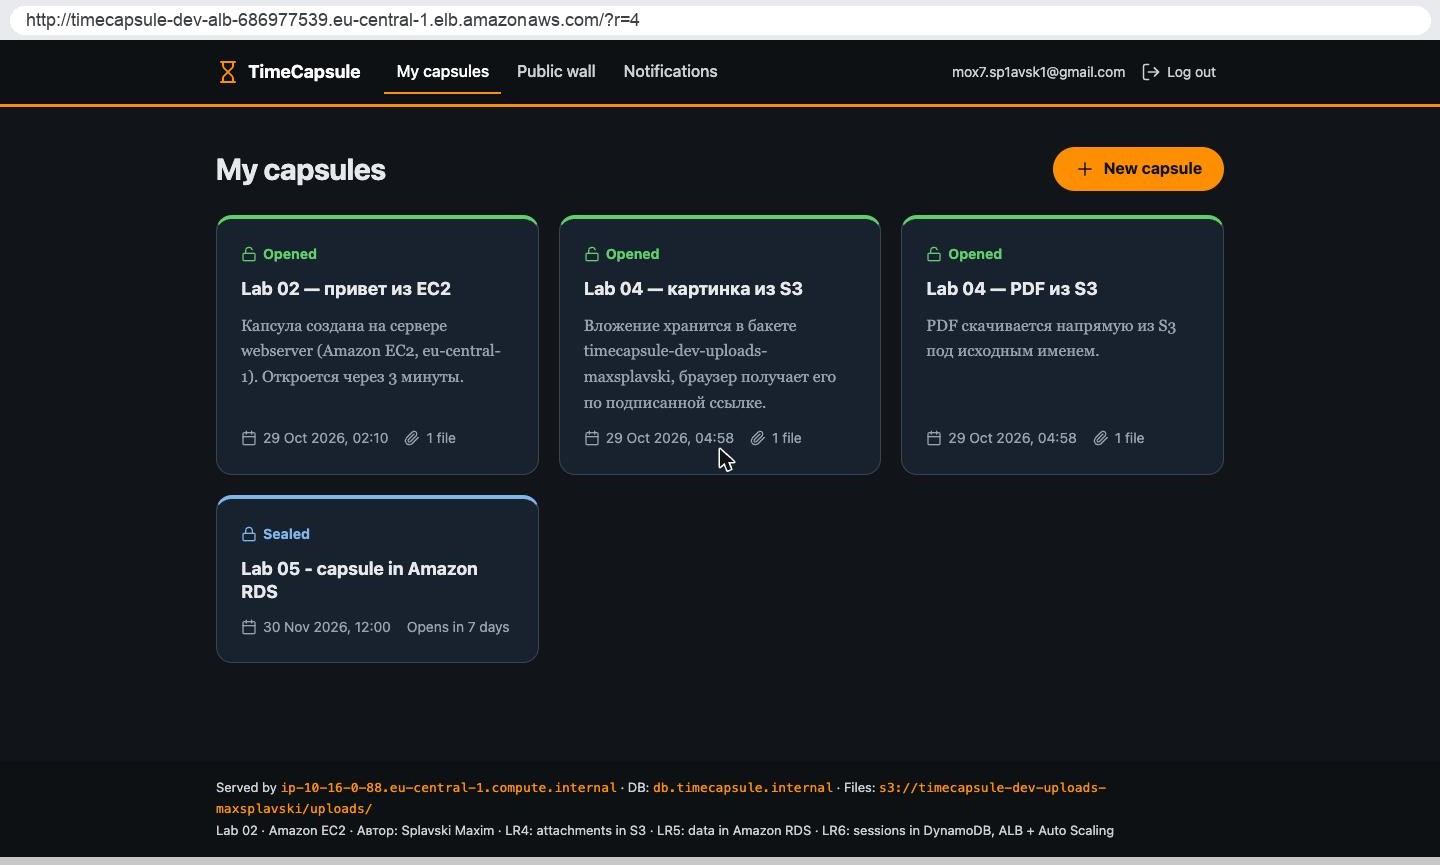 http://timecapsule-dev-alb-686977539.eu-central-1.elb.amazonaws.com/?r=4
TimeCapsule
My capsules
Public wall
Notifications
mox7.sp1avsk1@gmail.com
Log out
My capsules
New capsule
Opened
Lab 02 — привет из EC2
Капсула создана на сервере
webserver (Amazon EC2, eu-central-
1). Откроется через 3 минуты.
29 Oct 2026, 02:10
1 file
Opened
Lab 04 — картинка из S3
Вложение хранится в бакете
timecapsule-dev-uploads-
maxsplavski, браузер получает его
по подписанной ссылке.
29 Oct 2026, 04:58
1 file
Opened
Lab 04 — PDF из S3
PDF скачивается напрямую из S3
под исходным именем.
29 Oct 2026, 04:58
1 file
Sealed
Lab 05 - capsule in Amazon
RDS
30 Nov 2026, 12:00
Opens in 7 days
Served by ip-10-16-0-88.eu-central-1.compute.internal · DB: db.timecapsule.internal · Files: s3://timecapsule-dev-uploads-
maxsplavski/uploads/
Lab 02 · Amazon EC2 · Автор: Splavski Maxim · LR4: attachments in S3 · LR5: data in Amazon RDS · LR6: sessions in DynamoDB, ALB + Auto Scaling